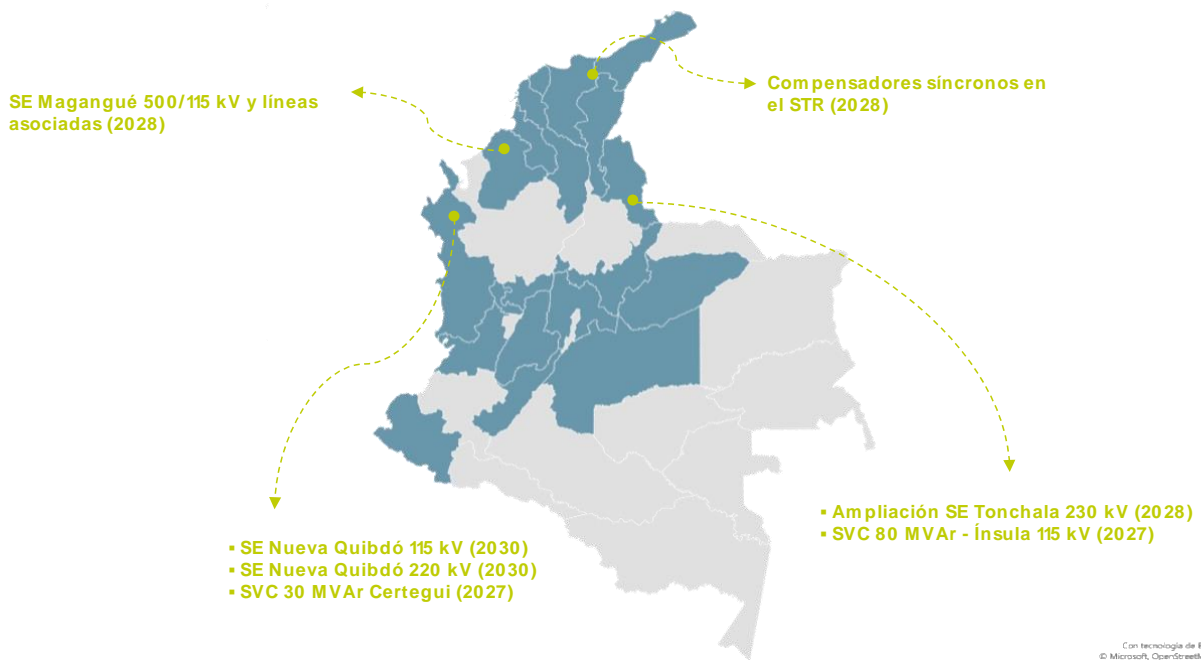 Compensadores síncronos en
el STR (2028)
SE Magangué 500/115 kV y líneas
asociadas (2028)
▪ Ampliación SE Tonchala 230 kV (2028)
▪ SVC 80 MVAr - Ínsula 115 kV (2027)
▪ SE Nueva Quibdó 115 kV (2030)
▪ SE Nueva Quibdó 220 kV (2030)
▪ SVC 30 MVAr Certegui (2027)
Con tecnología de
© Microsoft,